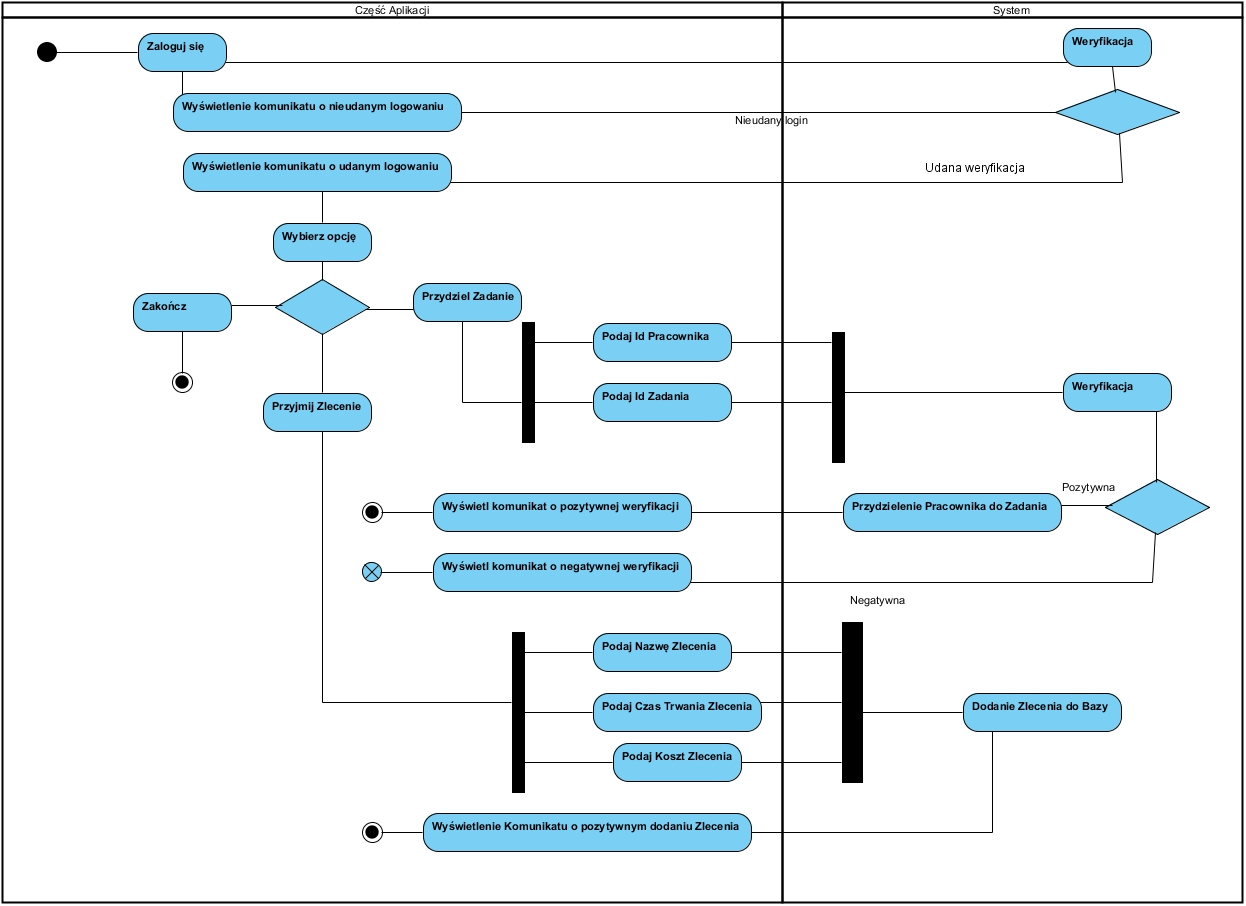 Część Aplikacji
System
Zaloguj się
Weryfikacja
Wyświetlenie komunikatu o nieudanym logowaniu
Nieudany login
Wyświetlenie komunikatu o udanym logowaniu
Udana weryfikacja
Wybierz opcję
Zakończ
Przydziel Zadanie
Podaj Id Pracownika
Podaj Id Zadania
Weryfikacja
Przyjmij Zlecenie
Pozytywna
Wyświetl komunikat o pozytywnej weryfikacji
Przydzielenie Pracownika do Zadania
Wyświetl komunikat o negatywnej weryfikacji
Negatywna
Podaj Nazwę Zlecenia
Podaj Czas Trwania Zlecenia
Dodanie Zlecenia do Bazy
Podaj Koszt Zlecenia
Wyświetlenie Komunikatu o pozytywnym dodaniu Zlecenia